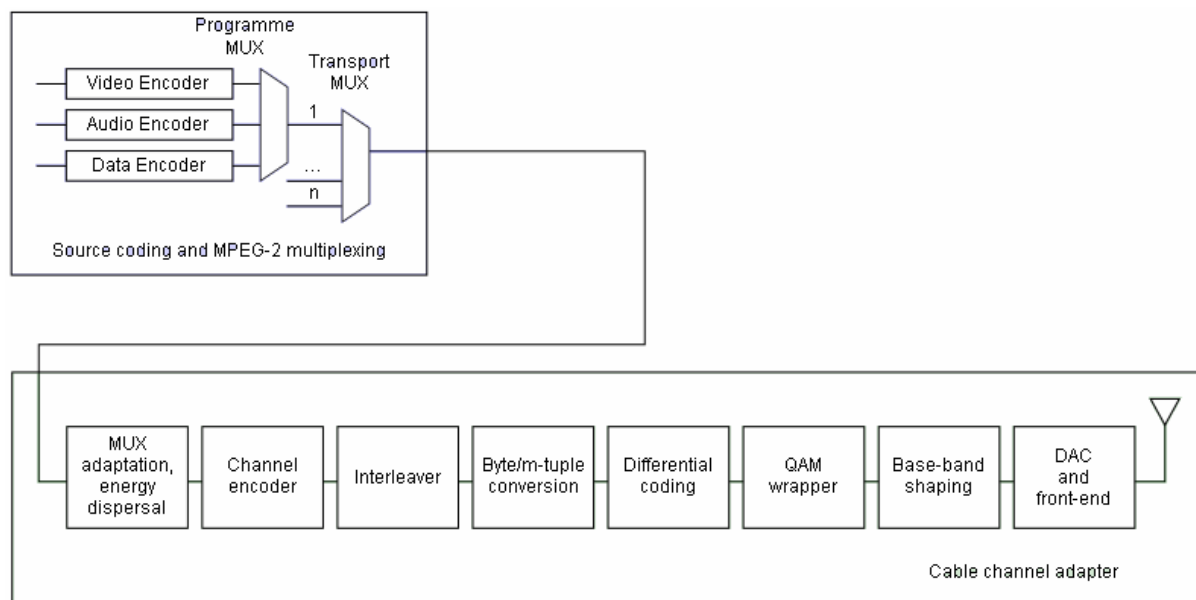 Programme
MUX
Transport
MUX
Video Encoder
Audio Encoder
Data Encoder
1
...
n
Source coding and MPEG-2 multiplexing
MUX
adaptation,
energy
dispersal
Channel
encoder
Interleaver
Byte/m-tuple
conversion
Differential
coding
QAM
wrapper
Base-band
shaping
DAC
and
front-end
Cable channel adapter